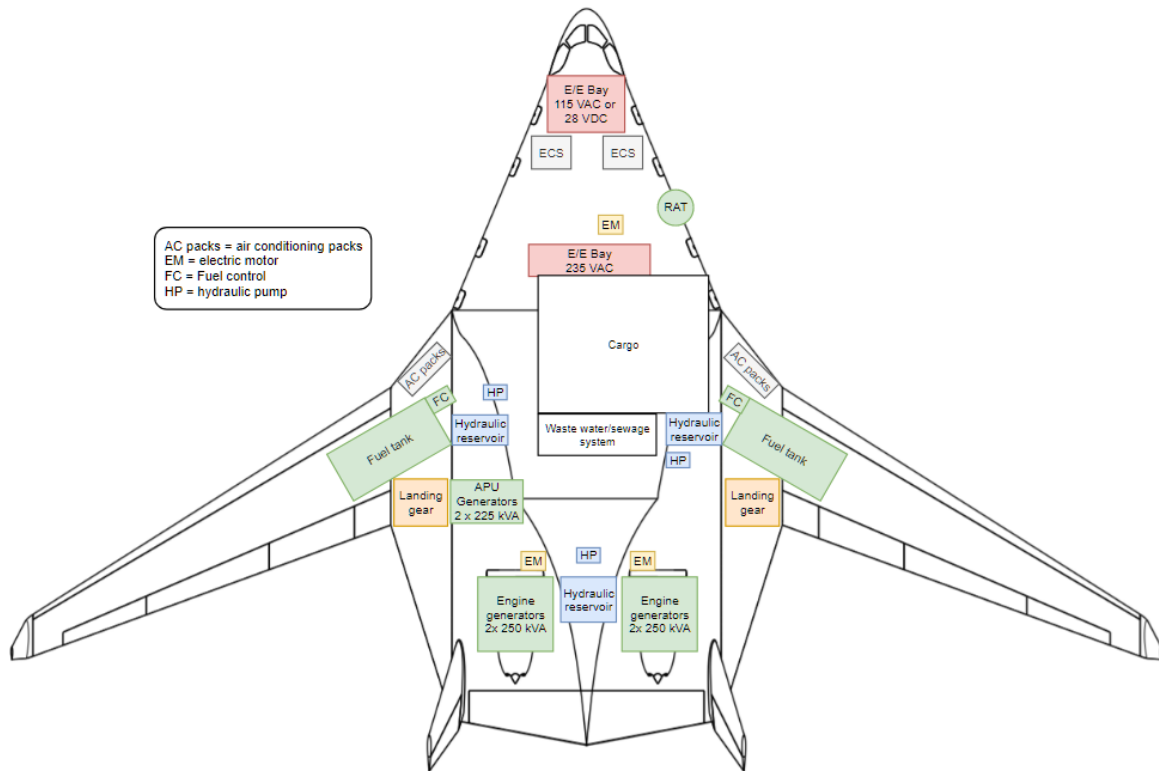 E/E Bay
115 VAC or
28 VDC
ECS
ECS
RAT
EM
E/E Bay
235 VAC
AC packs = air conditioning packs
EM = electric motor
FC = Fuel control
HP = hydraulic pump
Cargo
AC packs
AC packs
HP
FC
FC
Hydraulic
reservoir
Waste water/sewage
system
Hydraulic
reservoir
Fuel tank
Fuel tank
HP
Landing
gear
APU
Generators
2 x 225 kVA
Landing
gear
EM
HP
EM
Engine
generators
2x 250 kVA
Hydraulic
reservoir
Engine
generators
2x 250 kVA